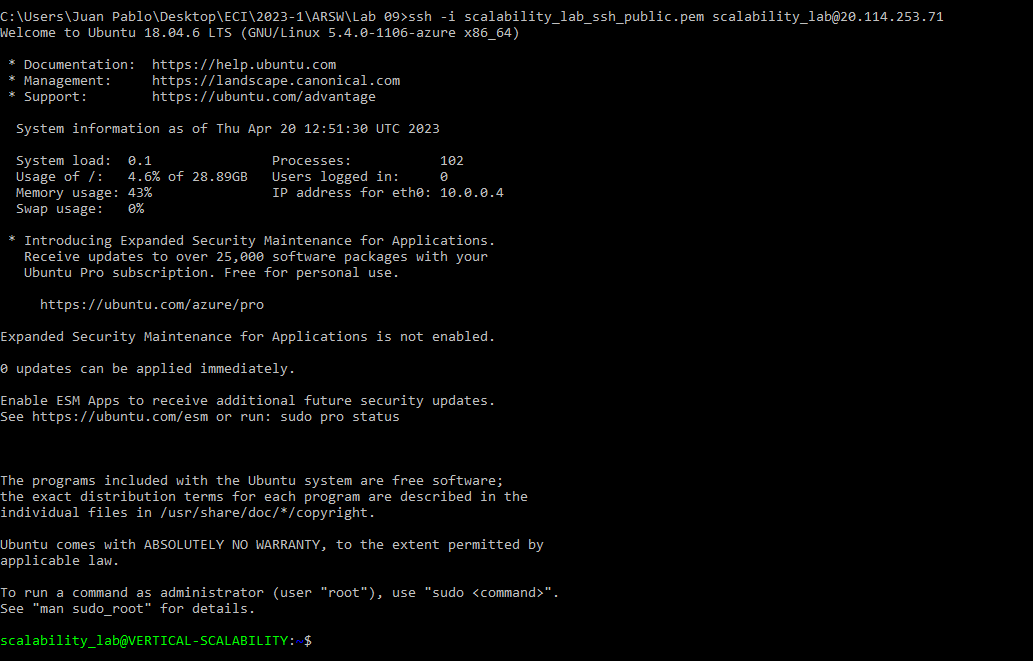 C:\Users\Juan Pablo\Desktop\ECI\2023-1\ARSW\Lab 09>ssh -i scalability_lab_ssh_public.pem scalability_lab@20.114.253.71
Welcome to Ubuntu 18.04.6 LTS (GNU/Linux 5.4.0-1106-azure x86_64)
* Documentation:  https://help.ubuntu.com
* Management:     https://landscape.canonical.com
* Support:        https://ubuntu.com/advantage
System information as of Thu Apr 20 12:51:30 UTC 2023
System load:  0.1               Processes:           102
Usage of /:   4.6% of 28.89GB   Users logged in:     0
Memory usage: 43%               IP address for eth0: 10.0.0.4
Swap usage:   0%
* Introducing Expanded Security Maintenance for Applications.
Receive updates to over 25,000 software packages with your
Ubuntu Pro subscription. Free for personal use.
https://ubuntu.com/azure/pro
Expanded Security Maintenance for Applications is not enabled.
0 updates can be applied immediately.
Enable ESM Apps to receive additional future security updates.
See https://ubuntu.com/esm or run: sudo pro status
The programs included with the Ubuntu system are free software;
the exact distribution terms for each program are described in the
individual files in /usr/share/doc/*/copyright.
Ubuntu comes with ABSOLUTELY NO WARRANTY, to the extent permitted by
applicable law.
To run a command as administrator (user "root"), use "sudo <command>".
See "man sudo_root" for details.
scalability_lab@VERTICAL-SCALABILITY:~$